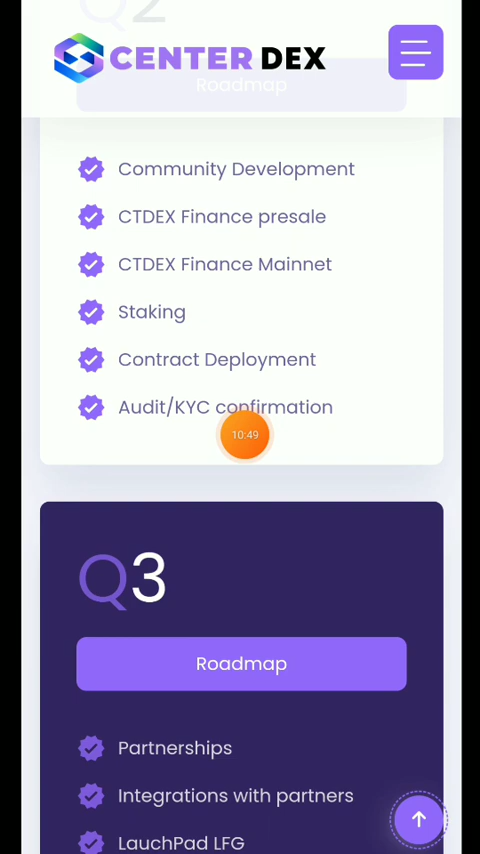 Q2
CENTER DEX
Roadmap
Community Development
CTDEX Finance presale
CTDEX Finance Mainnet
Staking
Contract Deployment
Audit/KYC confirmation
10:49
Q3
Roadmap
Partnerships
Integrations with partners
LauchPad LFG